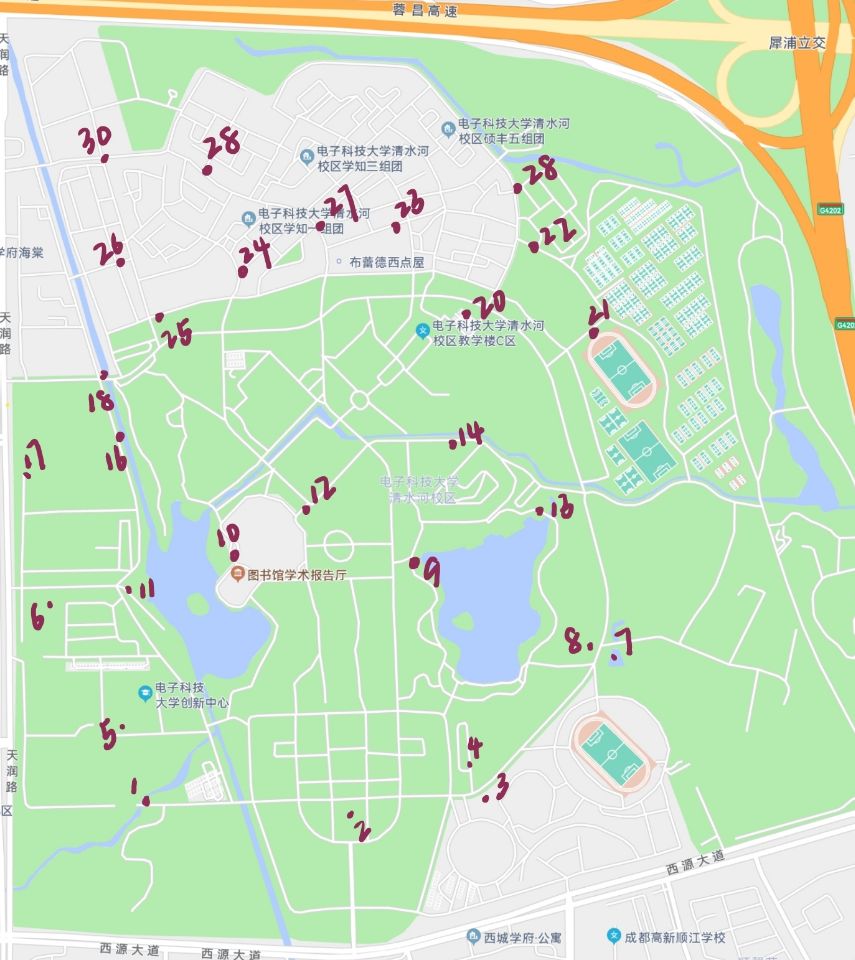 蓉昌高速
天润路
犀浦立交
电子科技大学清水河
校区硕丰五组团
30
28
电子科技大学清水河
校区学知三组团
28
27
23
G4202
电子科技大学清水河
校区学知一组团
22
学府海棠
26
24
布蕾德西点屋
天润路
25
20
21
G420
电子科技大学清水河
校区教学楼C区
18
17
16
14
电子科技大学
清水河校区
12
13
10
图书馆学术报告厅
9
11
6
8
7
电子科技
大学创新中心
5
4
天润路
1
3
区
2
西源大道
西源大道
西源大道
西城学府·公寓
成都高新顺江学校